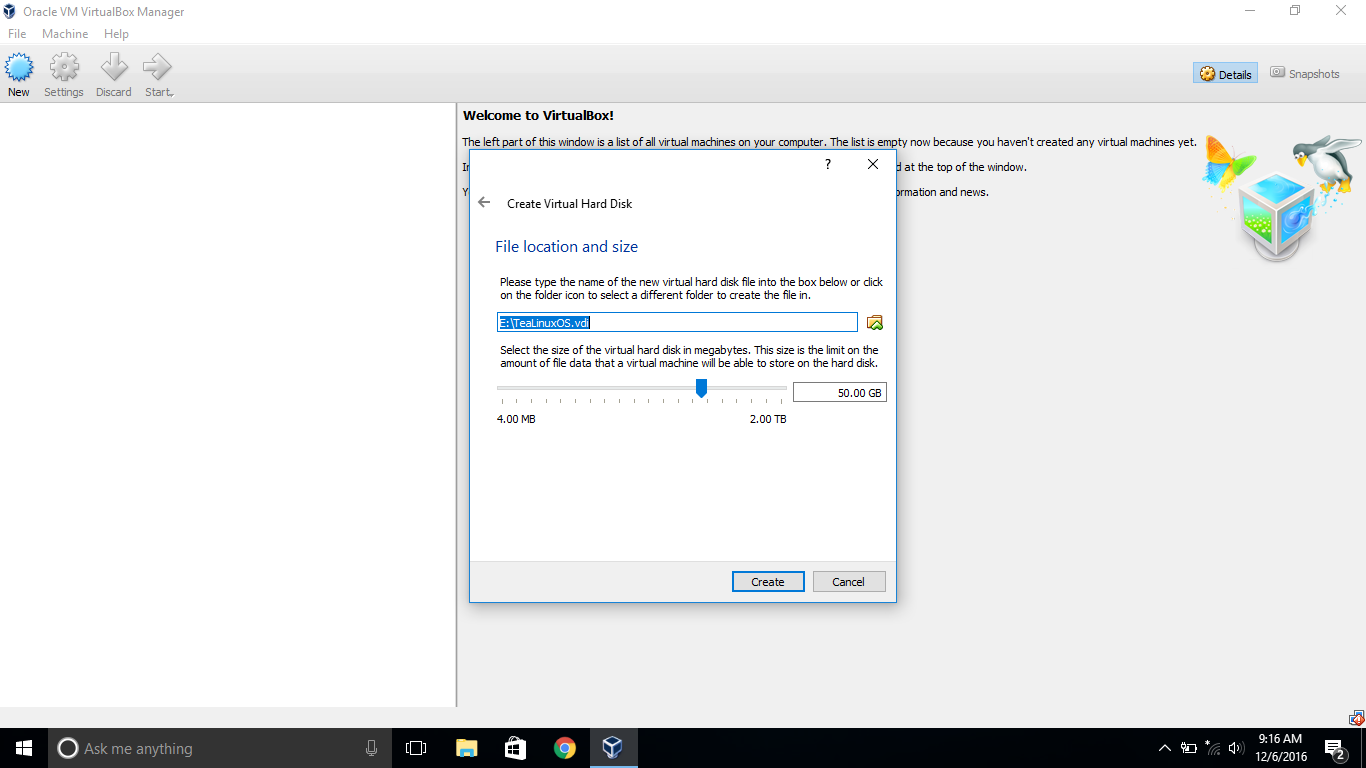 Oracle VM VirtualBox Manager
File Machine Help
New Settings Discard Start
Details Snapshots
Welcome to VirtualBox!
The left part of this window is a list of all virtual machines on your computer. The list is empty now because you haven't created any virtual machines yet.
In
d at the top of the window.
Y
ormation and news.
?
Create Virtual Hard Disk
File location and size
Please type the name of the new virtual hard disk file into the box below or click
on the folder icon to select a different folder to create the file in.
E:\TeaLinuxOS.vdi
Select the size of the virtual hard disk in megabytes. This size is the limit on the
amount of file data that a virtual machine will be able to store on the hard disk.
50.00 GB
4.00 MB 2.00 TB
Create Cancel
Ask me anything
9:16 AM
12/6/2016
2